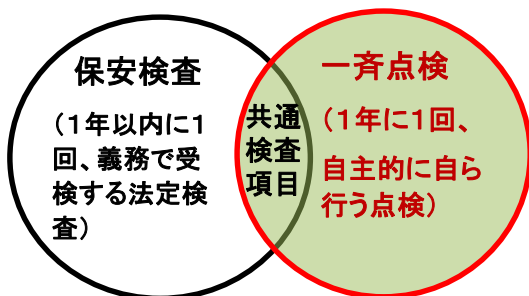 保安検査
（１年以内に１
回、義務で受
検する法定検
査）
共通
検査
項目
一斉点検
（１年に１回、
自主的に自ら
行う点検）